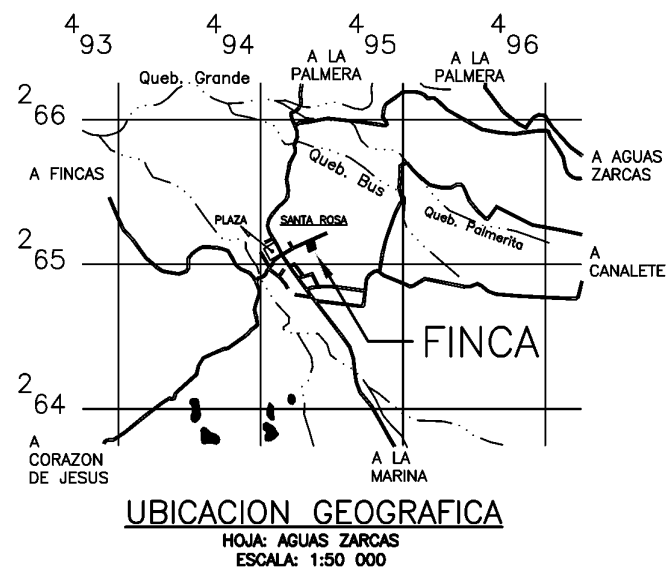 4 93
4 94
4 95
4 96
A LA
PALMERA
A LA
PALMERA
Queb. Grande
2 66
A AGUAS
ZARCAS
A FINCAS
Queb. Bus
Queb. Palmerita
PLAZA
SANTA ROSA
2 65
A
CANALETE
FINCA
2 64
A
CORAZON
DE JESUS
A LA
MARINA
UBICACION GEOGRAFICA
HOJA: AGUAS ZARCAS
ESCALA: 1:50 000